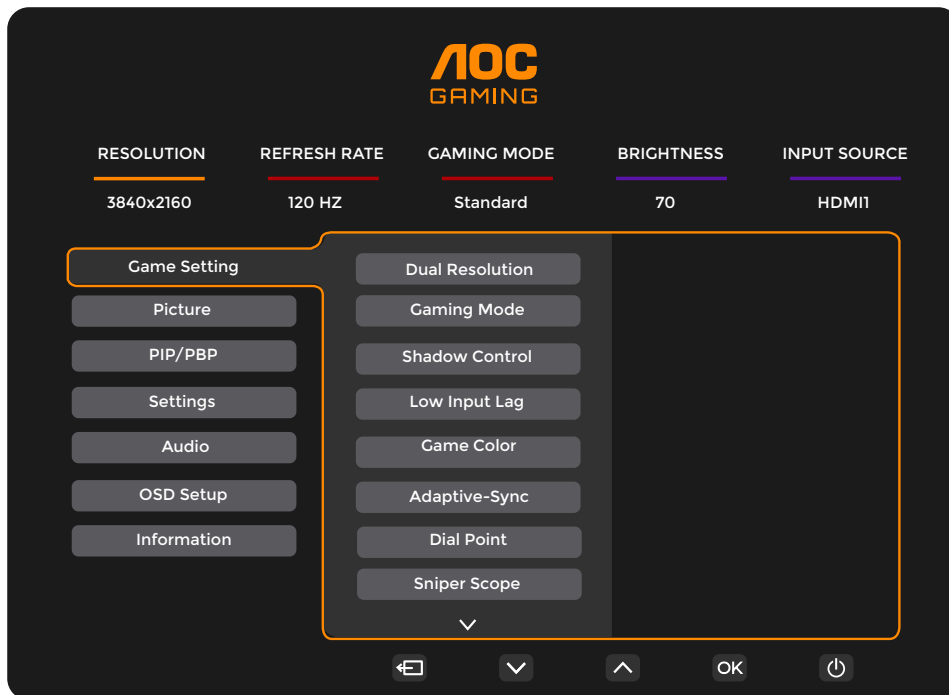 AOC
GAMING
RESOLUTION REFRESH RATE GAMING MODE BRIGHTNESS INPUT SOURCE
3840x2160 120 HZ Standard 70 HDMI1
Game Setting
Picture
PIP/PBP
Settings
Audio
OSD Setup
Information
Dual Resolution
Gaming Mode
Shadow Control
Low Input Lag
Game Color
Adaptive-Sync
Dial Point
Sniper Scope
OK